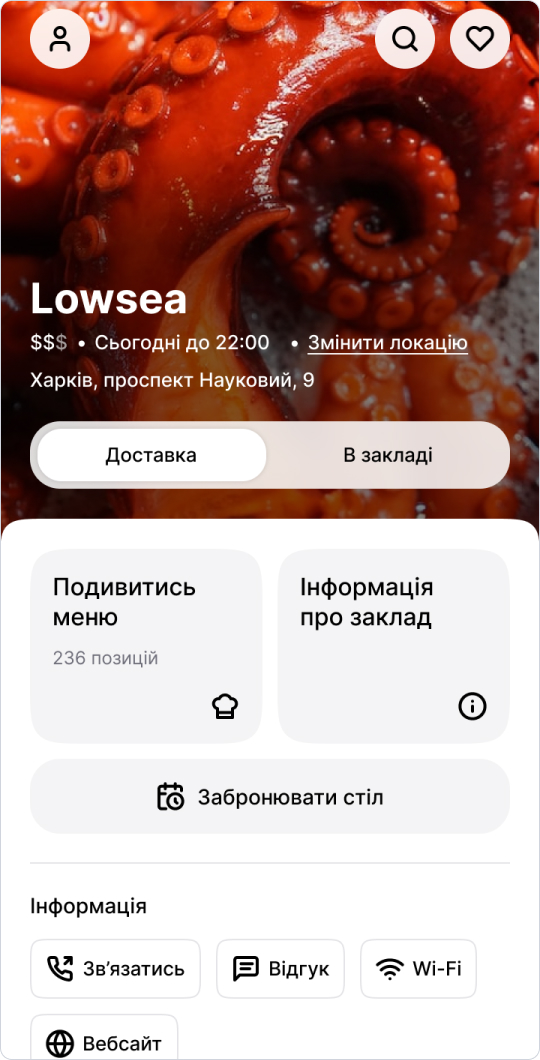 Lowsea
$$$ • Сьогодні до 22:00 • Змінити локацію
Харків, проспект Науковий, 9
Доставка
В закладі
Подивитись
меню
236 позицій
Інформація
про заклад
Забронювати стіл
Інформація
Зв’язатись
Відгук
Wi-Fi
Вебсайт